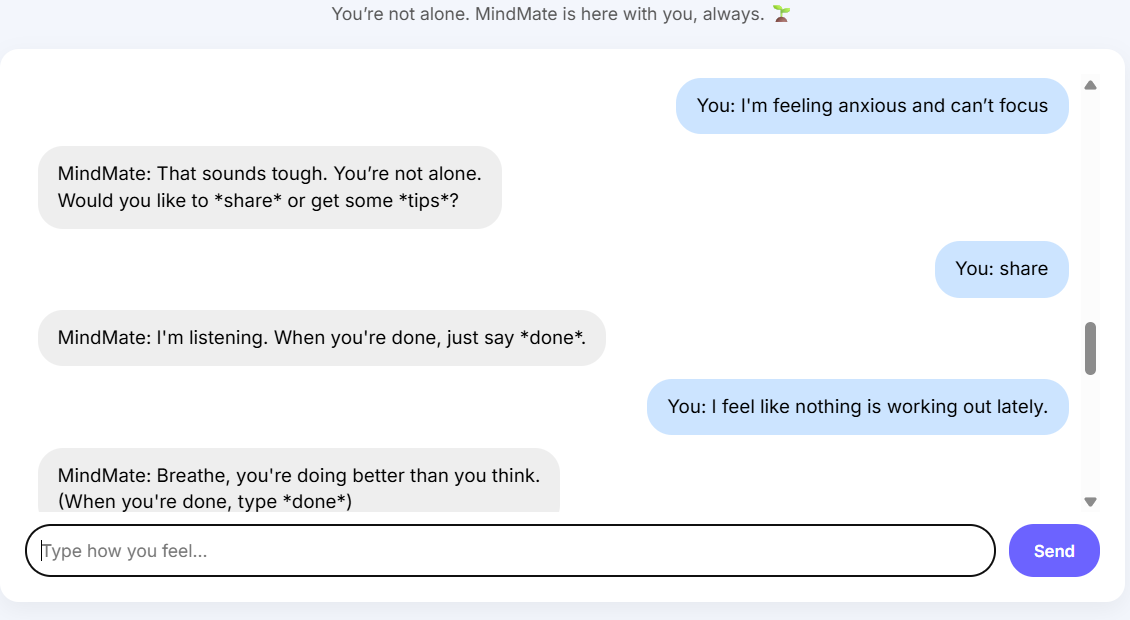 You’re not alone. MindMate is here with you, always. 🌱
You: I'm feeling anxious and can’t focus
MindMate: That sounds tough. You’re not alone.
Would you like to *share* or get some *tips*?
You: share
MindMate: I'm listening. When you're done, just say *done*.
You: I feel like nothing is working out lately.
MindMate: Breathe, you're doing better than you think.
(When you're done, type *done*)
Type how you feel...
Send